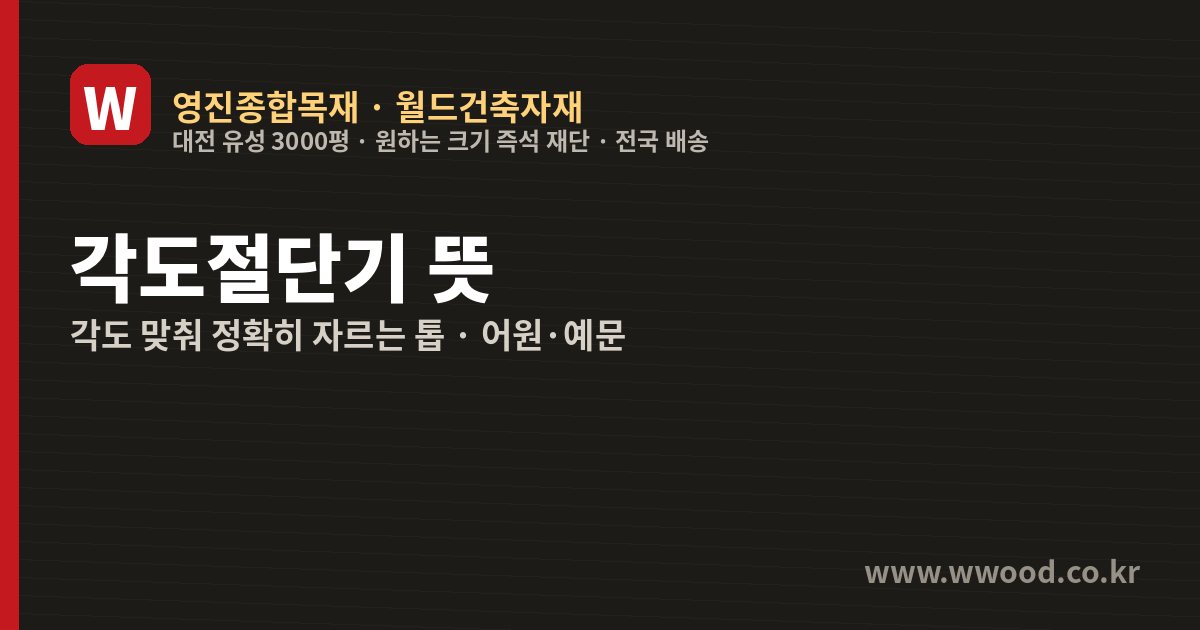 W
영진종합목재 · 월드건축자재
대전 유성 3000평 · 원하는 크기 즉석 재단 · 전국 배송
각도절단기 뜻
각도 맞춰 정확히 자르는 톱 · 어원·예문
www.wwood.co.kr